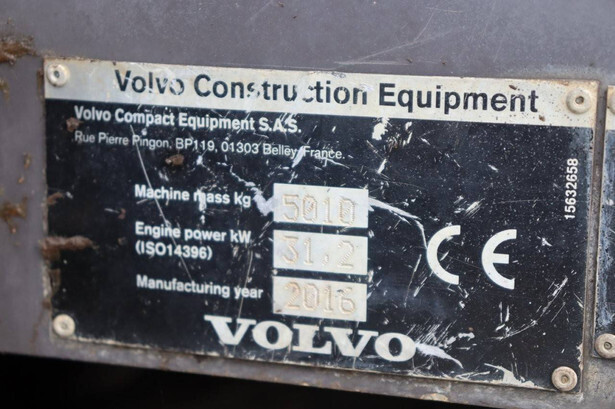 Volvo Construction Equipment
Volvo Compact Equipment S.A.S.
Rue Pierre Pingon, BP119, 01303 Belley, France.
Machine mass kg 5010
Engine power kW 31.2
(ISO14396)
Manufacturing year 2016
CE
VOLVO
15632658